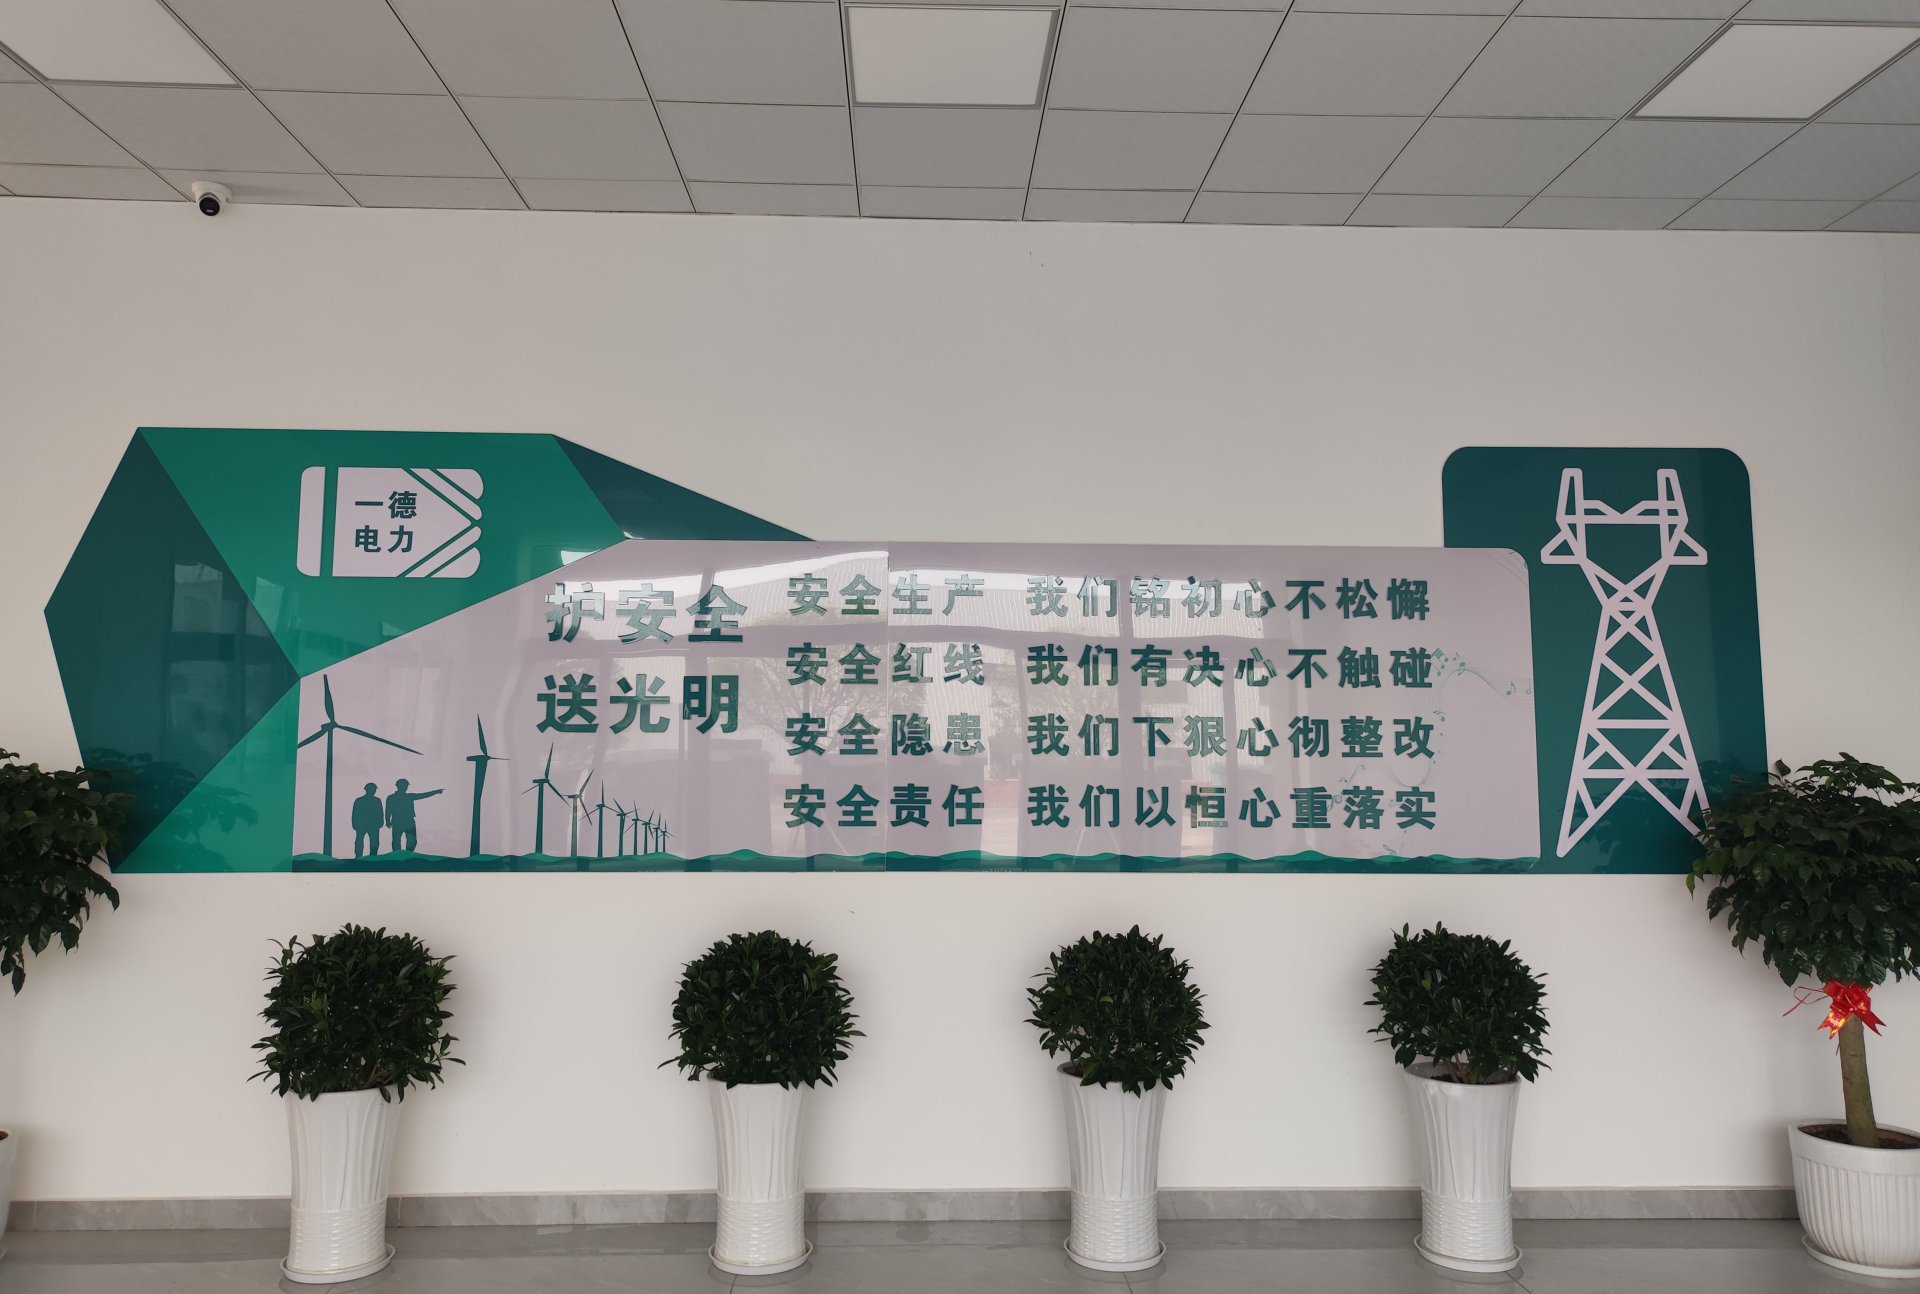 一德
电力
护安全
送光明
安全生产 我们铭初心不松懈
安全红线 我们有决心不触碰
安全隐患 我们下狠心彻整改
安全责任 我们以恒心重落实